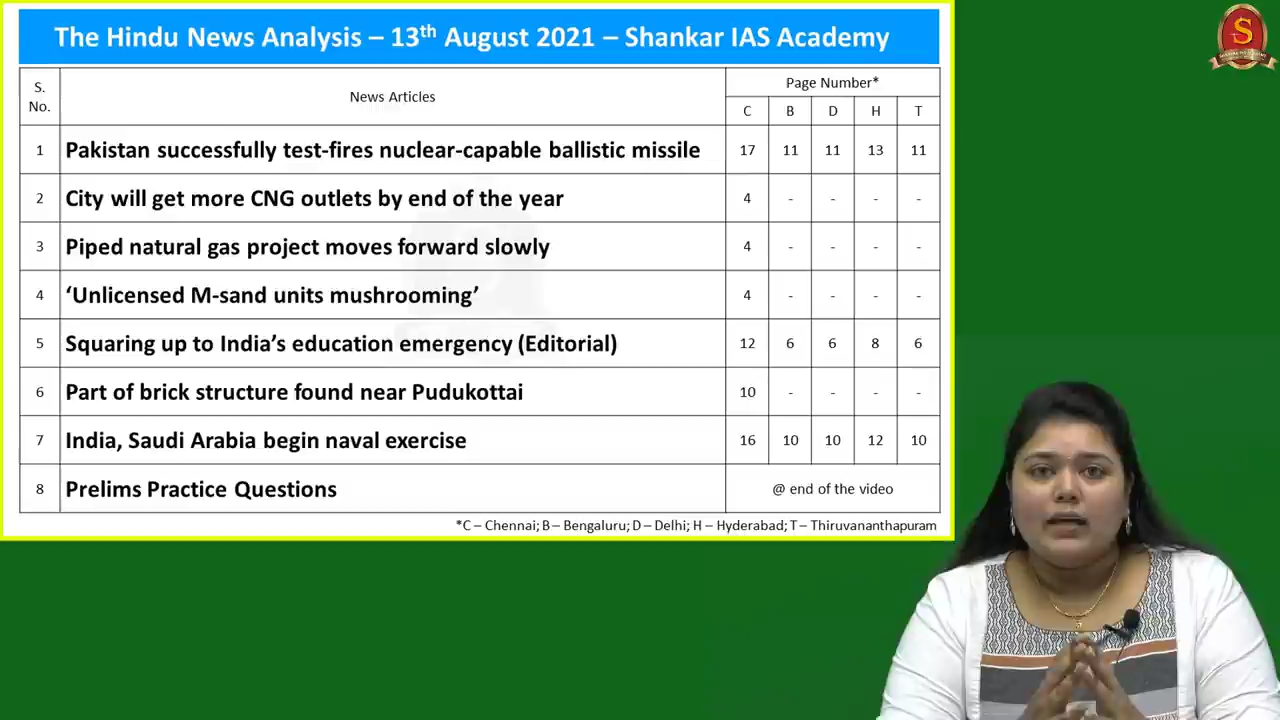 The Hindu News Analysis – 13th August 2021 – Shankar IAS Academy
S. No. News Articles Page Number*
C B D H T
1 Pakistan successfully test-fires nuclear-capable ballistic missile 17 11 11 13 11
2 City will get more CNG outlets by end of the year 4 - - - -
3 Piped natural gas project moves forward slowly 4 - - - -
4 ‘Unlicensed M-sand units mushrooming’ 4 - - - -
5 Squaring up to India’s education emergency (Editorial) 12 6 6 8 6
6 Part of brick structure found near Pudukottai 10 - - - -
7 India, Saudi Arabia begin naval exercise 16 10 10 12 10
8 Prelims Practice Questions @ end of the video
*C – Chennai; B – Bengaluru; D – Delhi; H – Hyderabad; T – Thiruvananthapuram
S